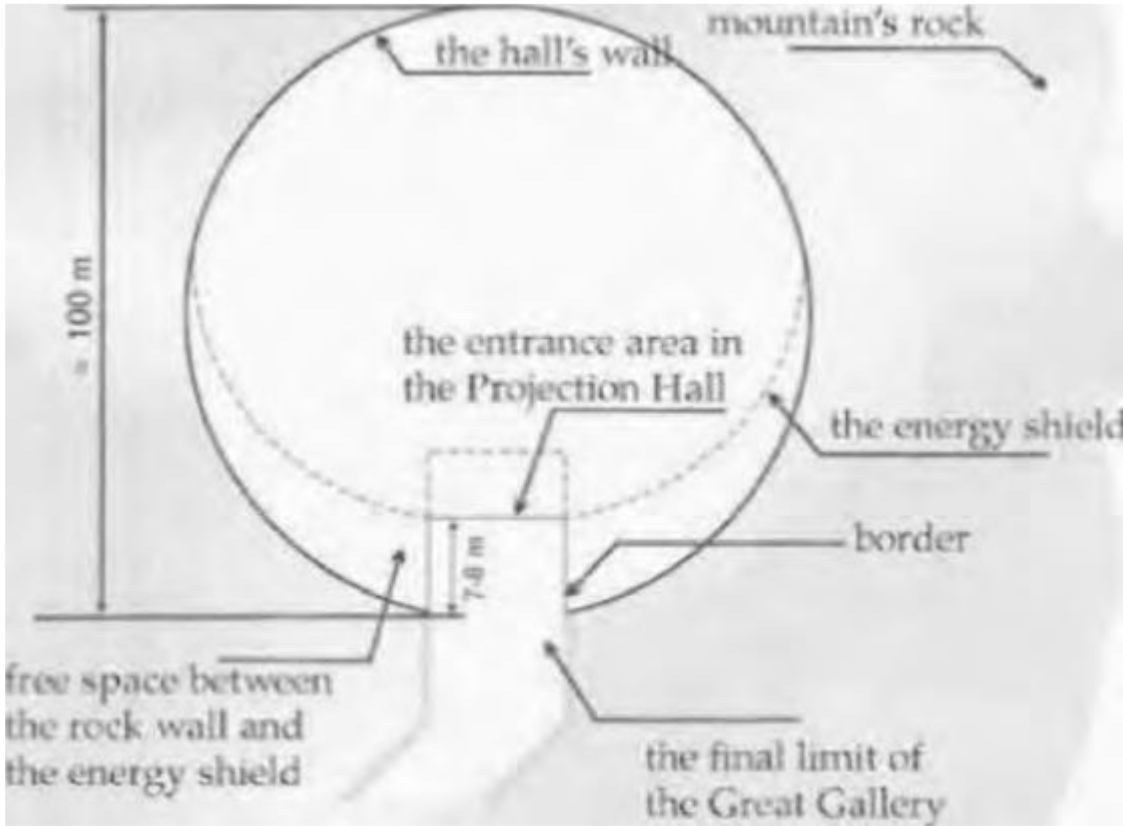 the hall's wall
mountain's rock
≈ 100 m
the entrance area in
the Projection Hall
the energy shield
7-8 m
border
free space between
the rock wall and
the energy shield
the final limit of
the Great Gallery